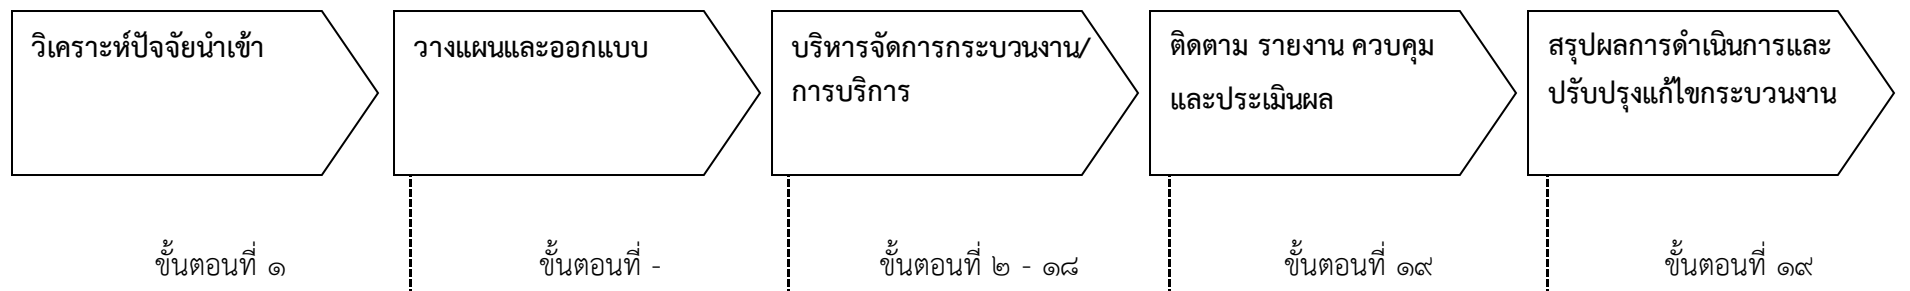 วิเคราะห์ปัจจัยนำเข้า
วางแผนและออกแบบ
บริหารจัดการกระบวนงาน/
การบริการ
ติดตาม รายงาน ควบคุม
และประเมินผล
สรุปผลการดำเนินการและ
ปรับปรุงแก้ไขกระบวนงาน
ขั้นตอนที่ ๑
ขั้นตอนที่ -
ขั้นตอนที่ ๒ - ๑๘
ขั้นตอนที่ ๑๙
ขั้นตอนที่ ๑๙